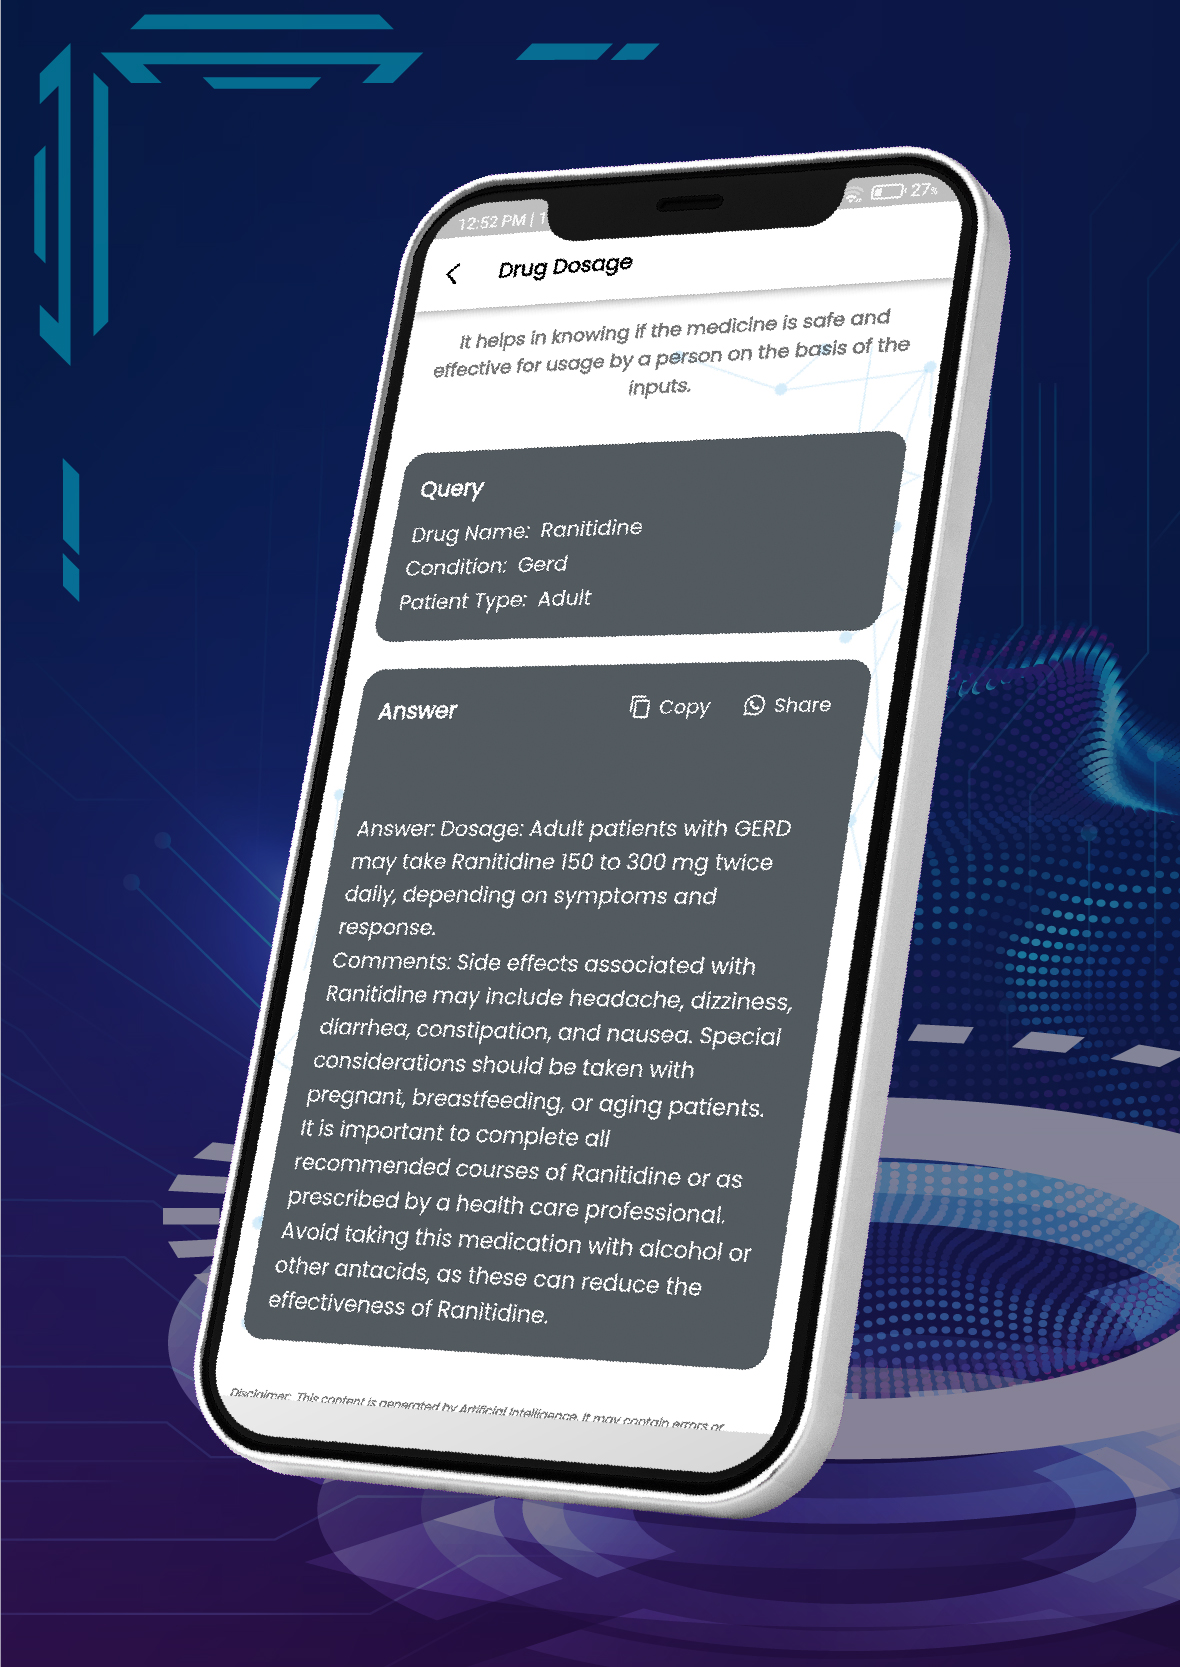 12:52 PM | 1
27%
Drug Dosage
It helps in knowing if the medicine is safe and
effective for usage by a person on the basis of the
inputs.
Query
Drug Name: Ranitidine
Condition: Gerd
Patient Type: Adult
Answer
Copy
Share
Answer: Dosage: Adult patients with GERD
may take Ranitidine 150 to 300 mg twice
daily, depending on symptoms and
response.
Comments: Side effects associated with
Ranitidine may include headache, dizziness,
diarrhea, constipation, and nausea. Special
considerations should be taken with
pregnant, breastfeeding, or aging patients.
It is important to complete all
recommended courses of Ranitidine or as
prescribed by a health care professional.
Avoid taking this medication with alcohol or
other antacids, as these can reduce the
effectiveness of Ranitidine.
Disclaimer: This content is generated by Artificial Intelligence. It may contain errors or